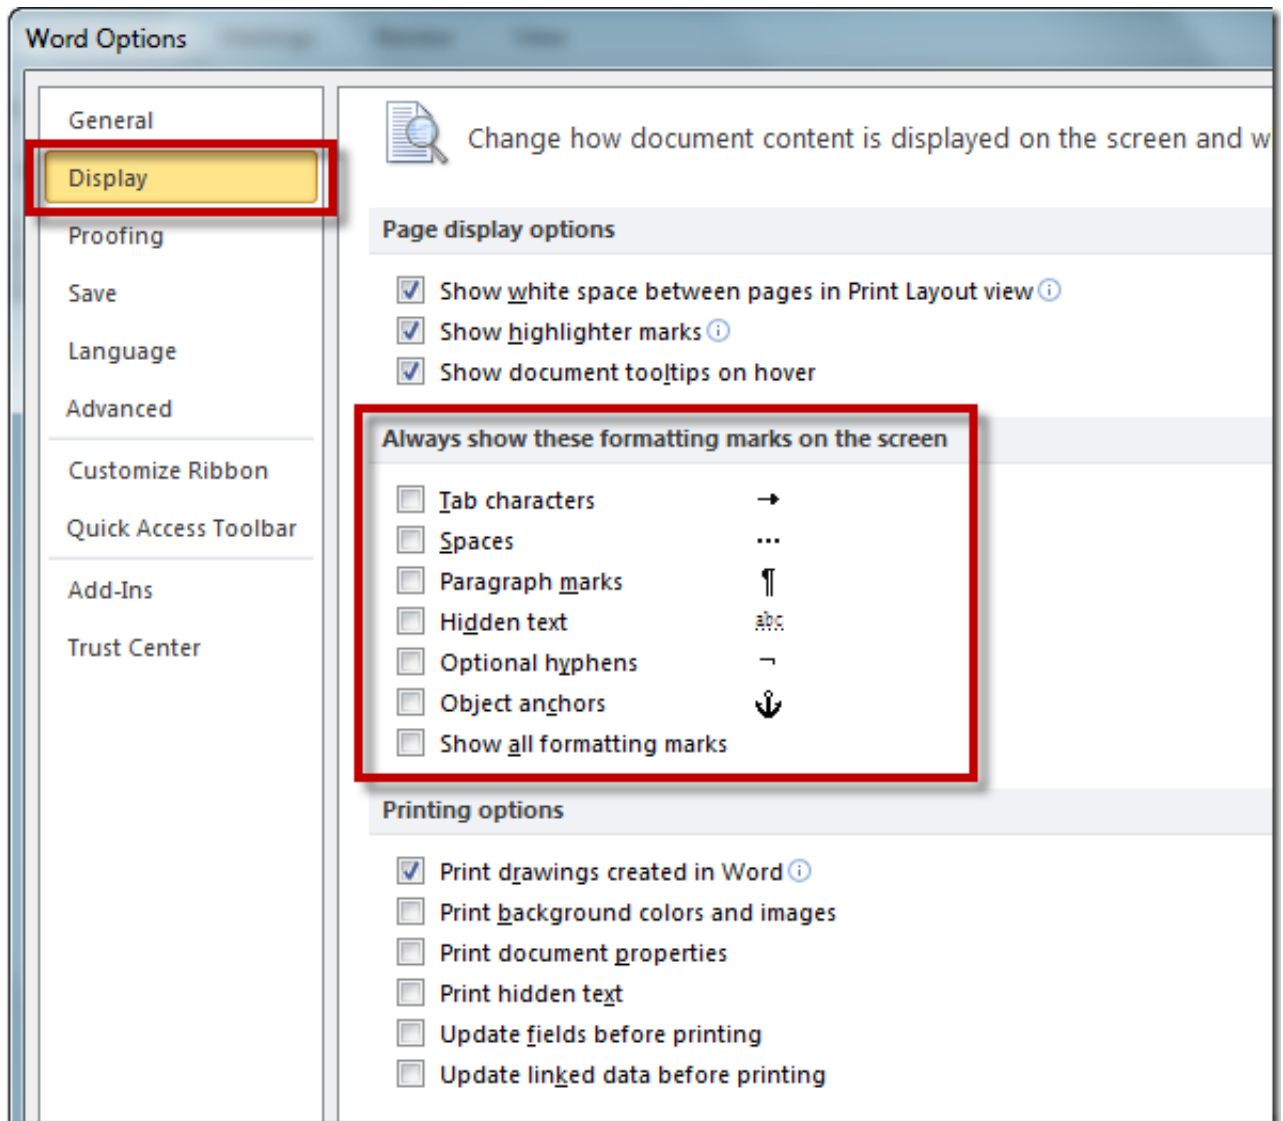 Word Options
General
Display
Proofing
Save
Language
Advanced
Customize Ribbon
Quick Access Toolbar
Add-Ins
Trust Center
Change how document content is displayed on the screen and w
Page display options
Show white space between pages in Print Layout view
Show highlighter marks
Show document tooltips on hover
Always show these formatting marks on the screen
Tab characters →
Spaces ...
Paragraph marks ¶
Hidden text abc
Optional hyphens ¬
Object anchors
Show all formatting marks
Printing options
Print drawings created in Word
Print background colors and images
Print document properties
Print hidden text
Update fields before printing
Update linked data before printing